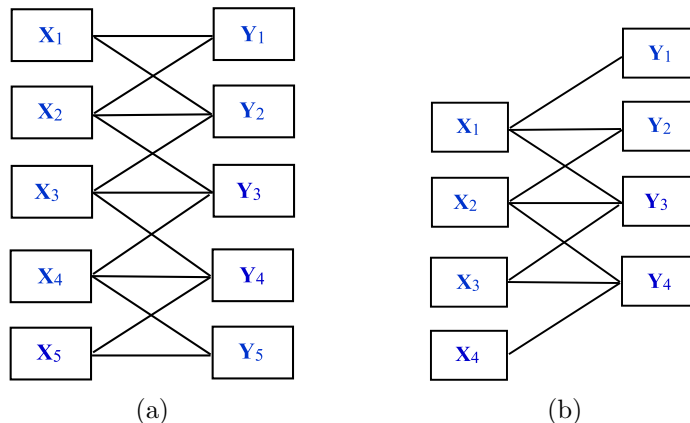 X1 Y1
X2 Y2
X3 Y3
X4 Y4
X5 Y5
(a)
Y1
X1 Y2
X2 Y3
X3 Y4
X4
(b)